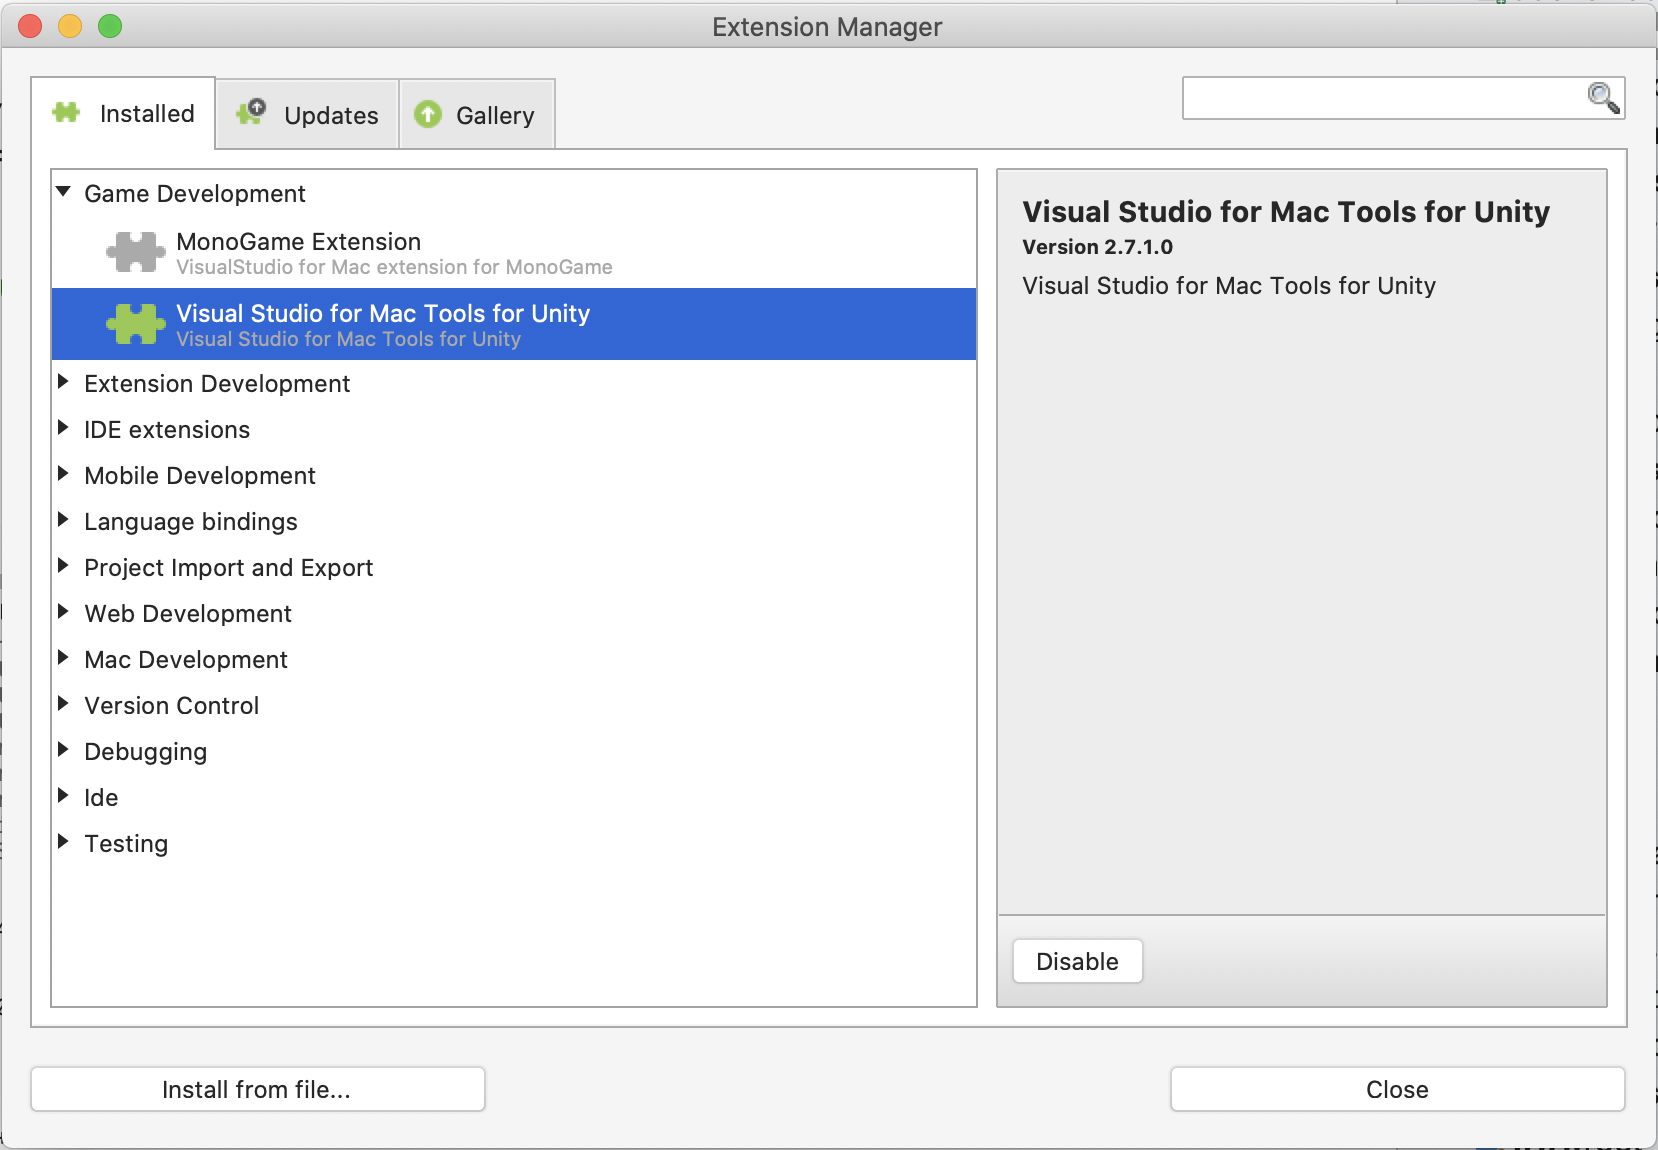 Extension Manager
Installed
Updates
Gallery
Game Development
MonoGame Extension
VisualStudio for Mac extension for MonoGame
Visual Studio for Mac Tools for Unity
Visual Studio for Mac Tools for Unity
Extension Development
IDE extensions
Mobile Development
Language bindings
Project Import and Export
Web Development
Mac Development
Version Control
Debugging
Ide
Testing
Visual Studio for Mac Tools for Unity
Version 2.7.1.0
Visual Studio for Mac Tools for Unity
Disable
Install from file...
Close